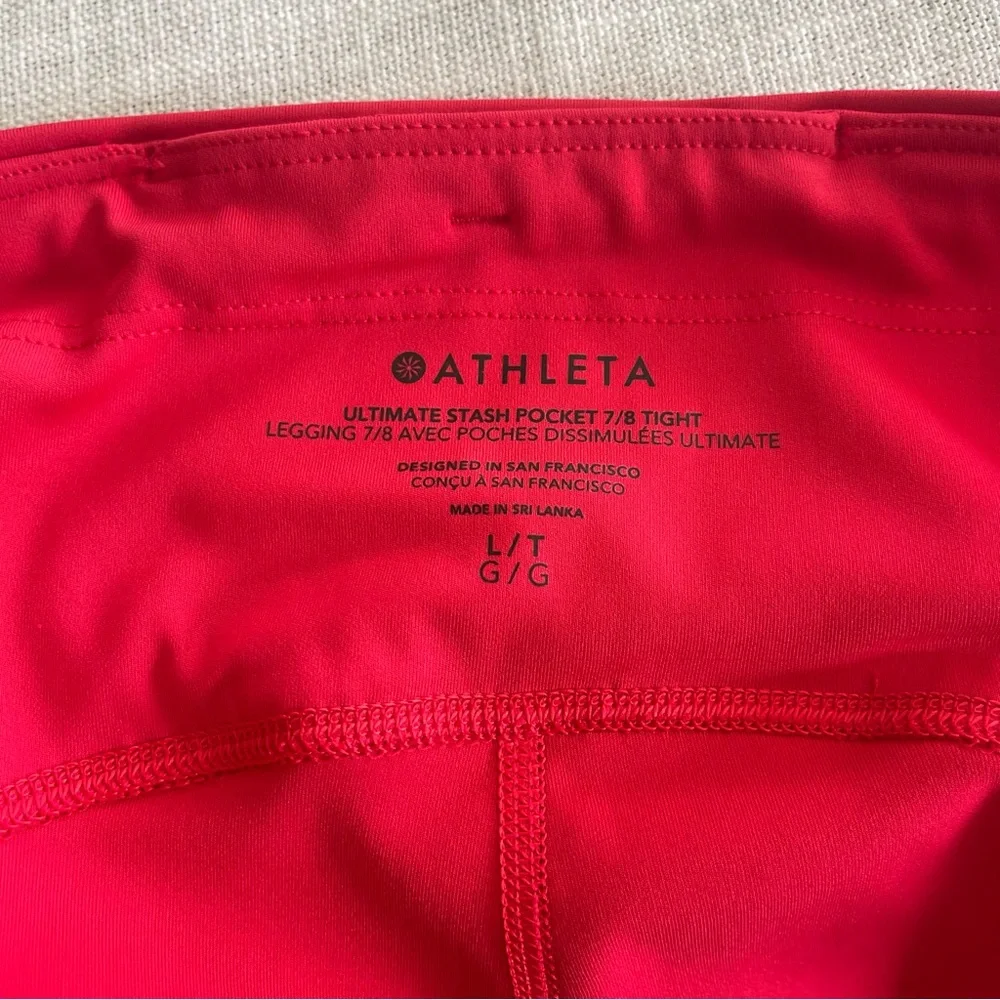 ATHLETA
ULTIMATE STASH POCKET 7/8 TIGHT
LEGGING 7/8 AVEC POCHES DISSIMULÉES ULTIMATE
DESIGNED IN SAN FRANCISCO
CONÇU À SAN FRANCISCO
MADE IN SRI LANKA
L/T
G/G